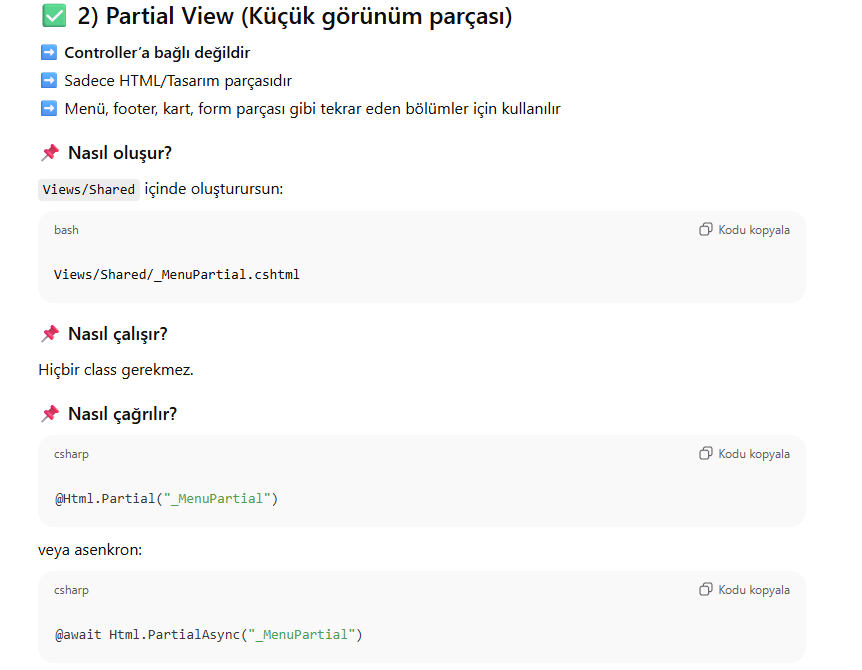 ✅ 2) Partial View (Küçük görünüm parçası)
➡️ Controller’a bağlı değildir
➡️ Sadece HTML/Tasarım parçasıdır
➡️ Menü, footer, kart, form parçası gibi tekrar eden bölümler için kullanılır
📌 Nasıl oluşur?
Views/Shared içinde oluşturursun:
bash Kodu kopyala
Views/Shared/_MenuPartial.cshtml
📌 Nasıl çalışır?
Hiçbir class gerekmez.
📌 Nasıl çağrılır?
csharp Kodu kopyala
@Html.Partial("_MenuPartial")
veya asenkron:
csharp Kodu kopyala
@await Html.PartialAsync("_MenuPartial")